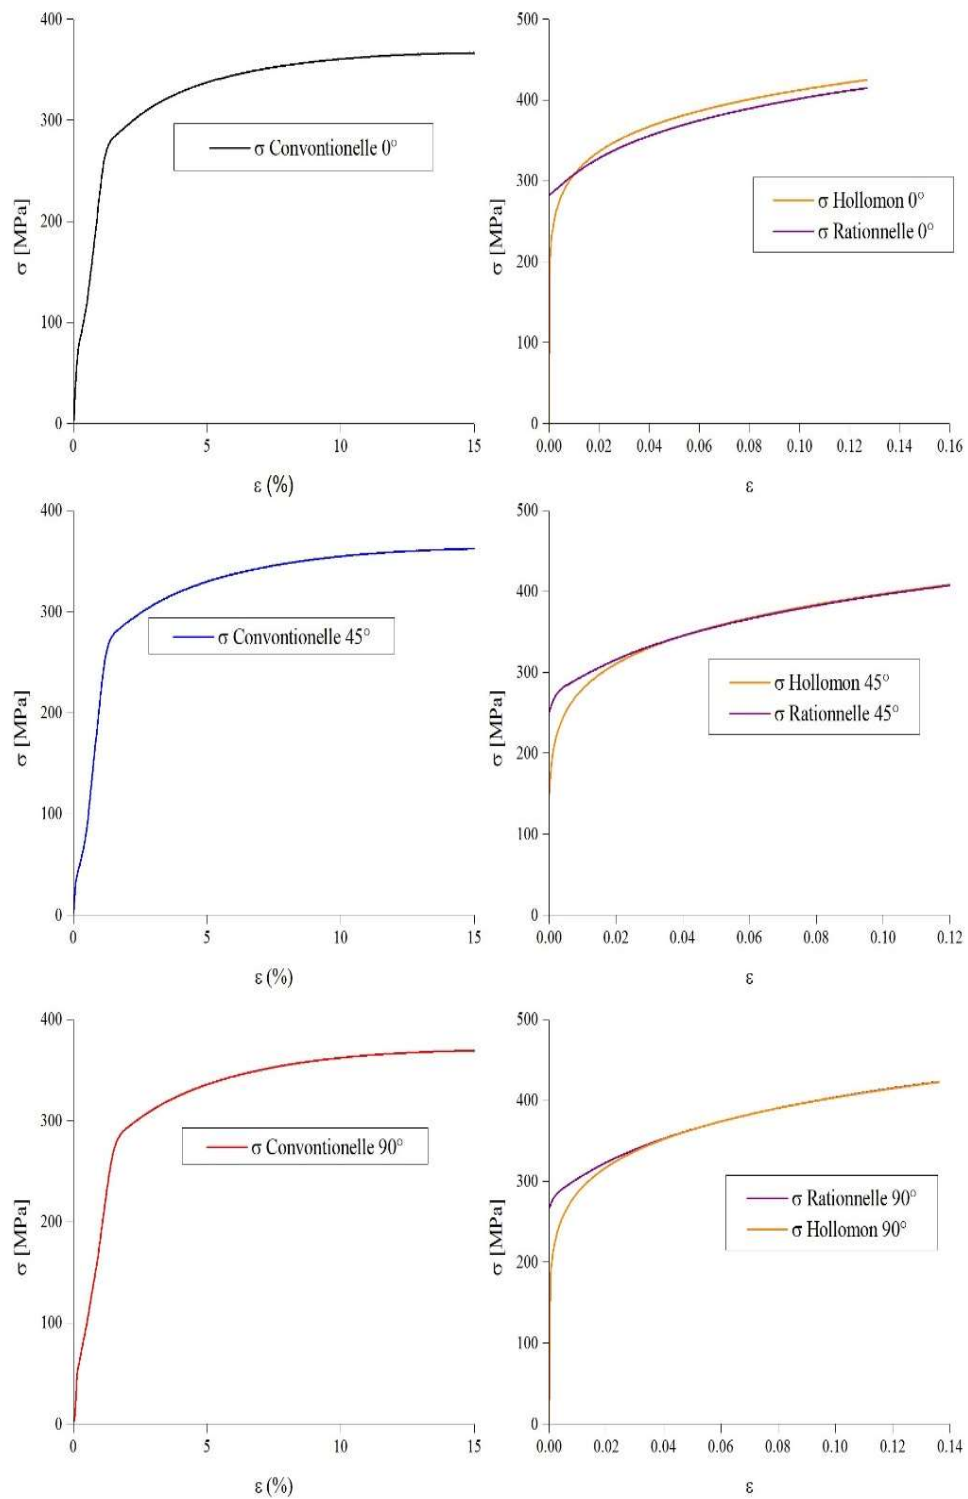 400
300
200
100
0
σ [MPa]
σ Conventionelle 0°
0 5 10 15
ε (%)
500
400
300
200
100
0
σ [MPa]
σ Hollomon 0°
σ Rationnelle 0°
0.00 0.02 0.04 0.06 0.08 0.10 0.12 0.14 0.16
ε
400
300
200
100
0
σ [MPa]
σ Conventionelle 45°
0 5 10 15
ε (%)
500
400
300
200
100
0
σ [MPa]
σ Hollomon 45°
σ Rationnelle 45°
0.00 0.02 0.04 0.06 0.08 0.10 0.12
ε
400
300
200
100
0
σ [MPa]
σ Conventionelle 90°
0 5 10 15
ε (%)
500
400
300
200
100
0
σ [MPa]
σ Rationnelle 90°
σ Hollomon 90°
0.00 0.02 0.04 0.06 0.08 0.10 0.12 0.14
ε